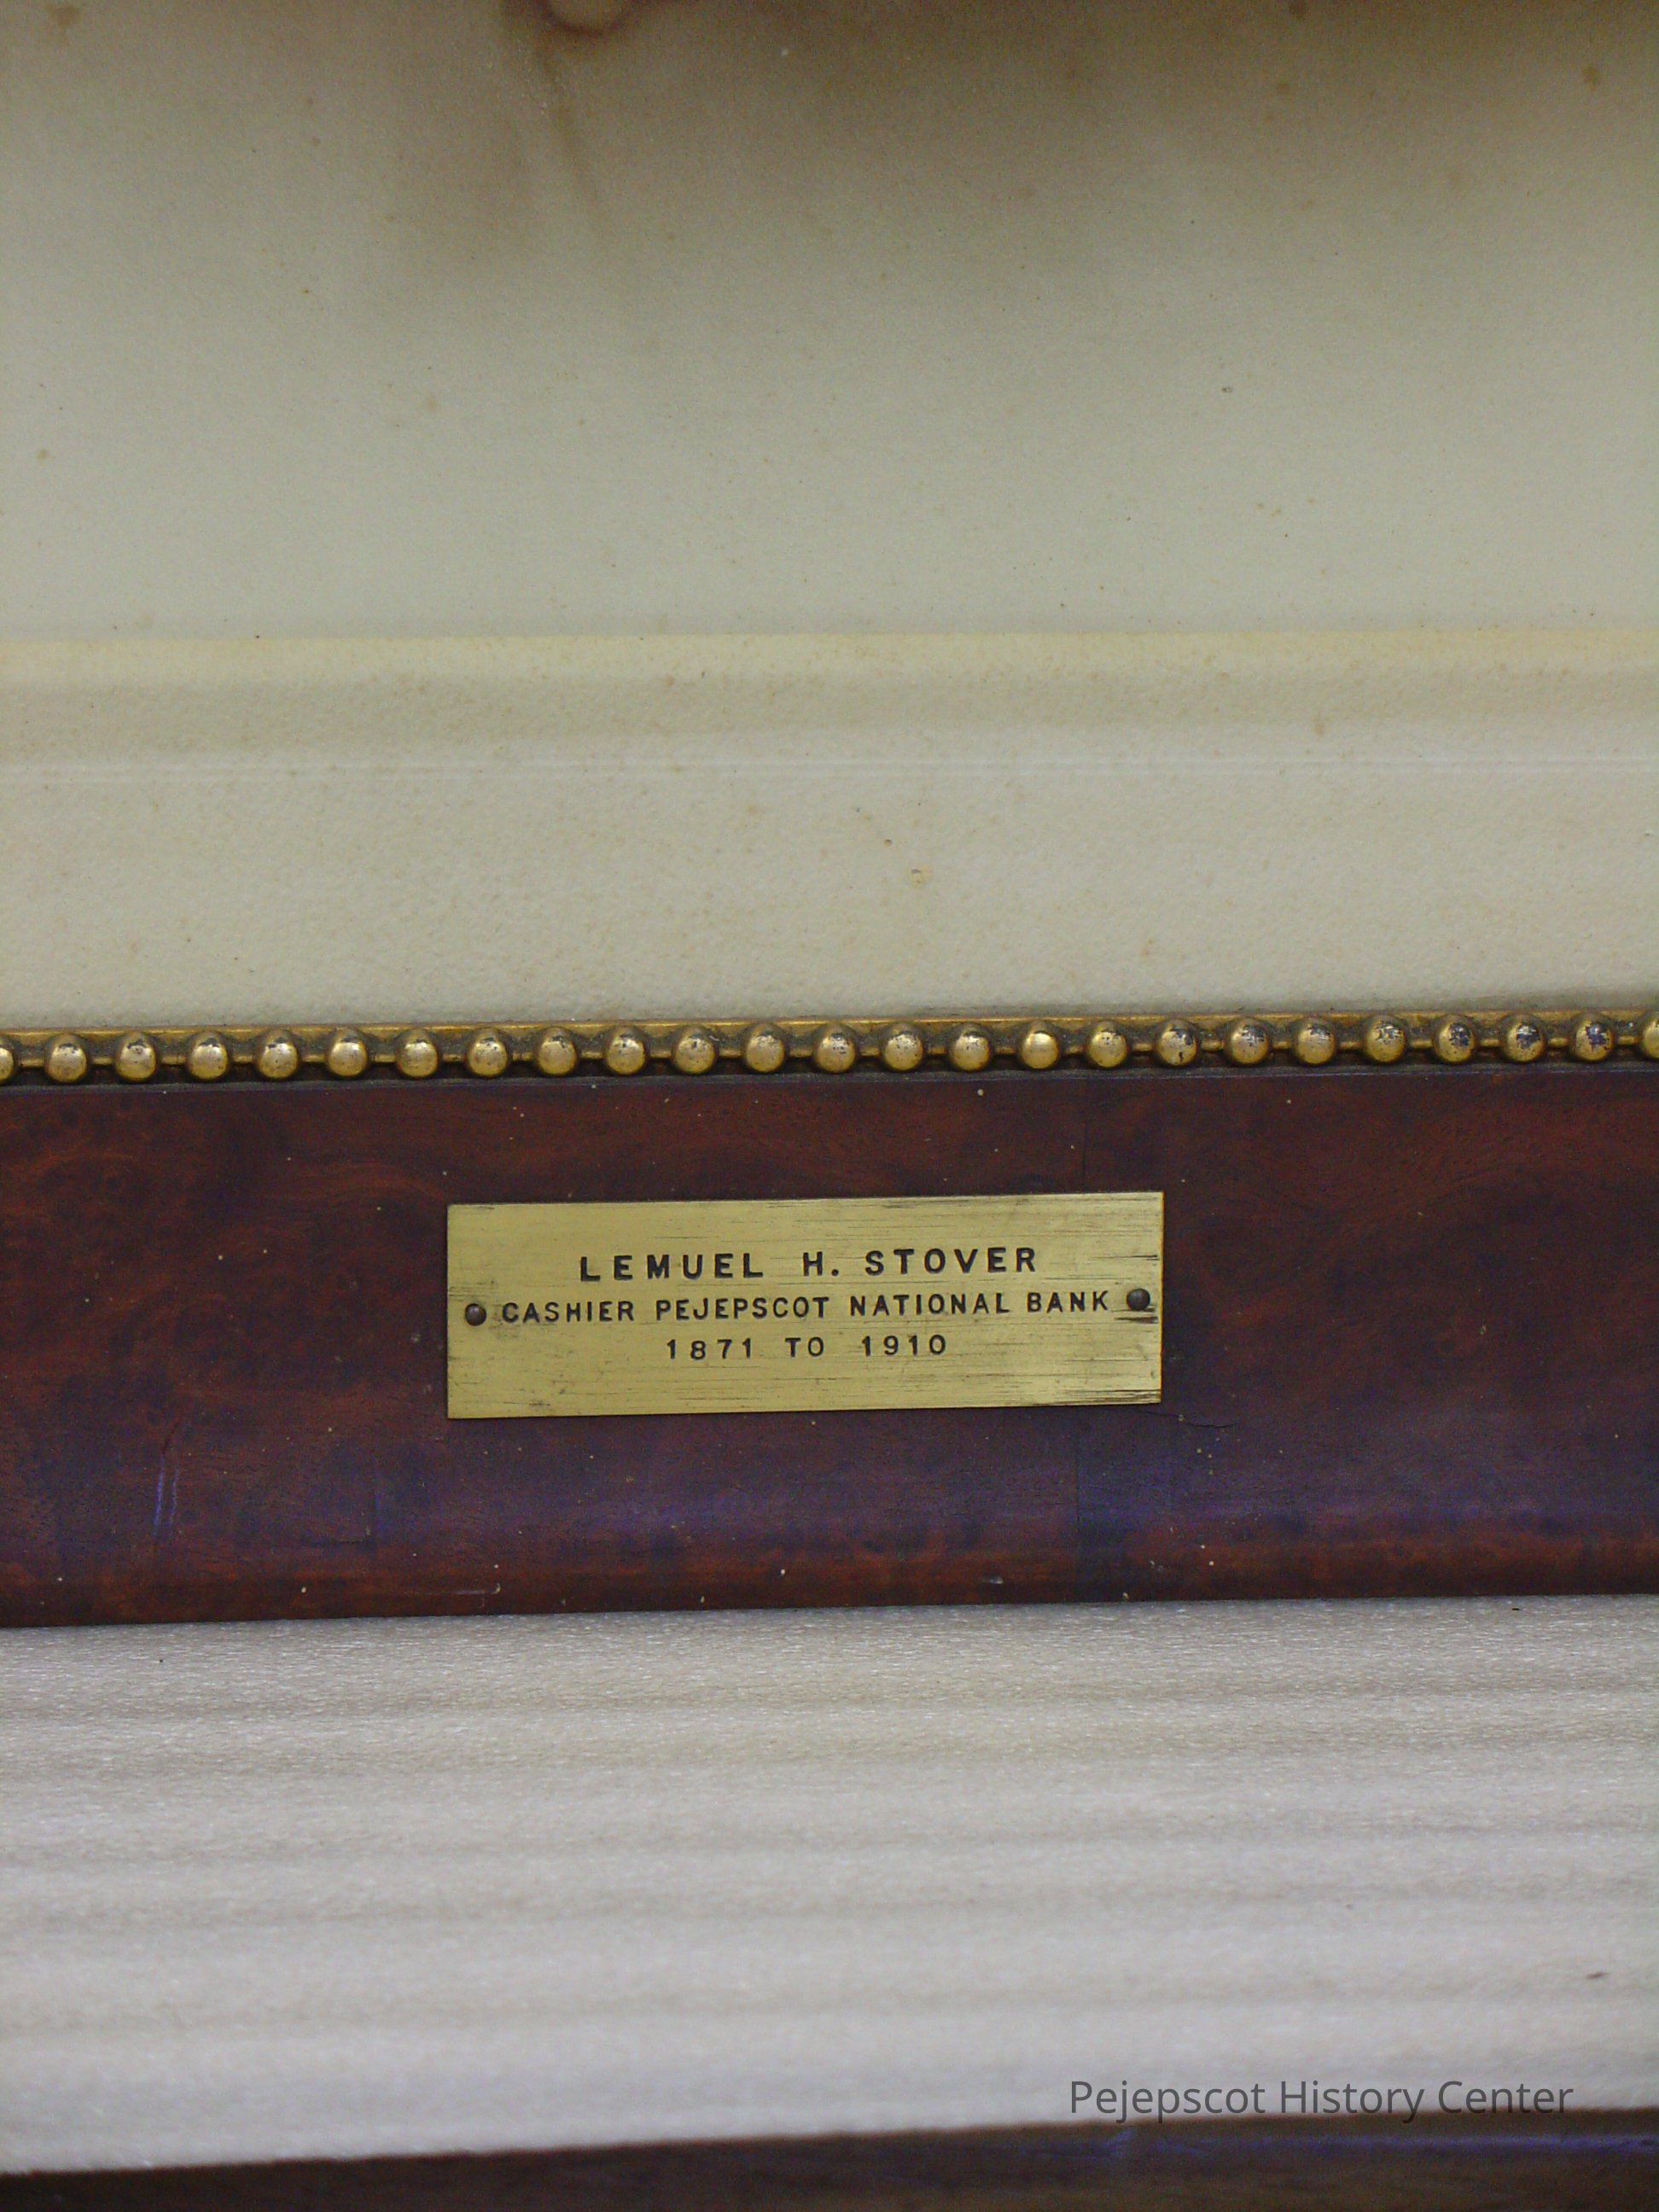 LEMUEL H. STOVER
CASHIER PEJEPSCOT NATIONAL BANK
1871 TO 1910
Pejepscot History Center